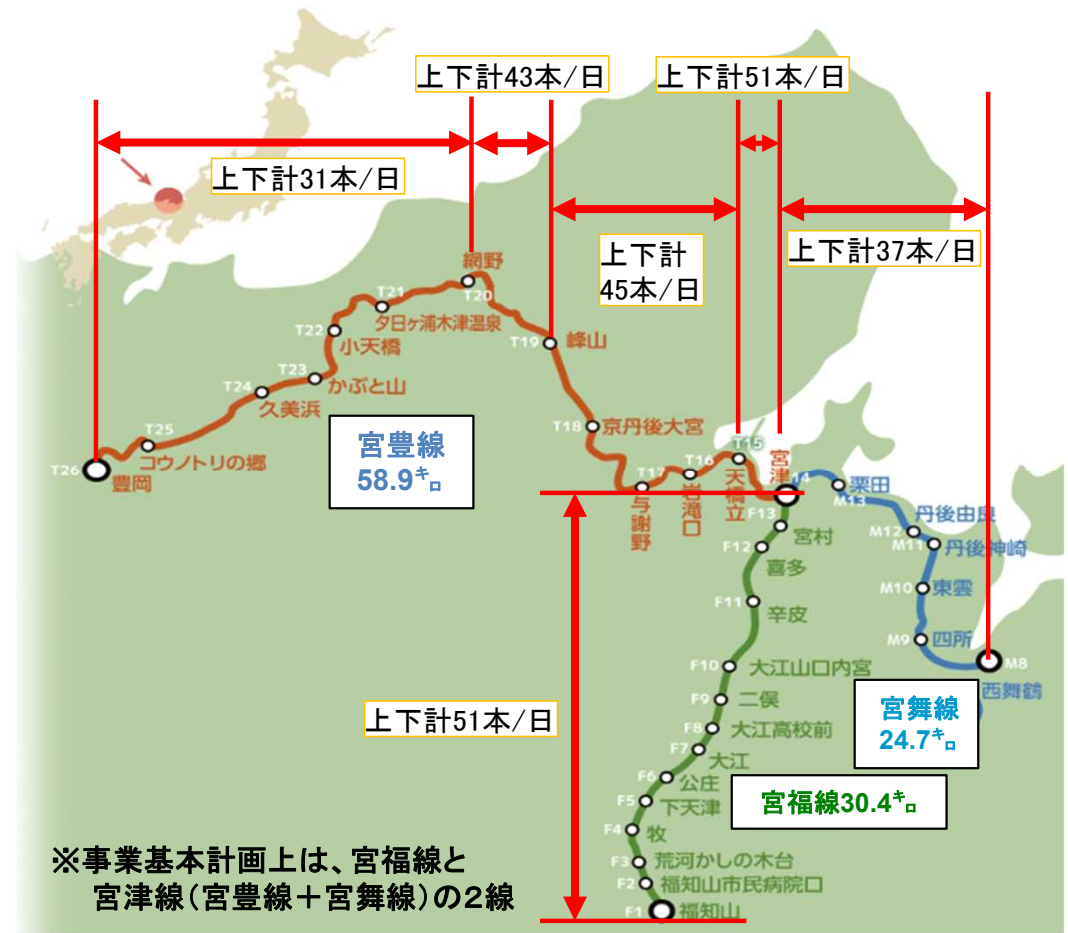 上下計43本/日
上下計51本/日
上下計31本/日
上下計
45本/日
上下計37本/日
網野
T20
T21
夕日ヶ浦木津温泉
T22
小天橋
T19
峰山
T23
かぶと山
T24
久美浜
T25
コウノトリの郷
T26
豊岡
宮豊線
58.9㌔
T18
京丹後大宮
T17
与謝野
T16
岩滝口
T15
天橋立
宮津
14
栗田
M13
丹後由良
M12
M11
丹後神崎
M10
東雲
M9
四所
M8
西舞鶴
F13
宮村
F12
喜多
F11
辛皮
F10
大江山口内宮
F9
二俣
F8
大江高校前
F7
大江
F6
公庄
F5
下天津
F4
牧
F3
荒河かしの木台
F2
福知山市民病院口
F1
福知山
上下計51本/日
宮舞線
24.7㌔
宮福線30.4㌔
※事業基本計画上は、宮福線と
宮津線(宮豊線＋宮舞線)の2線